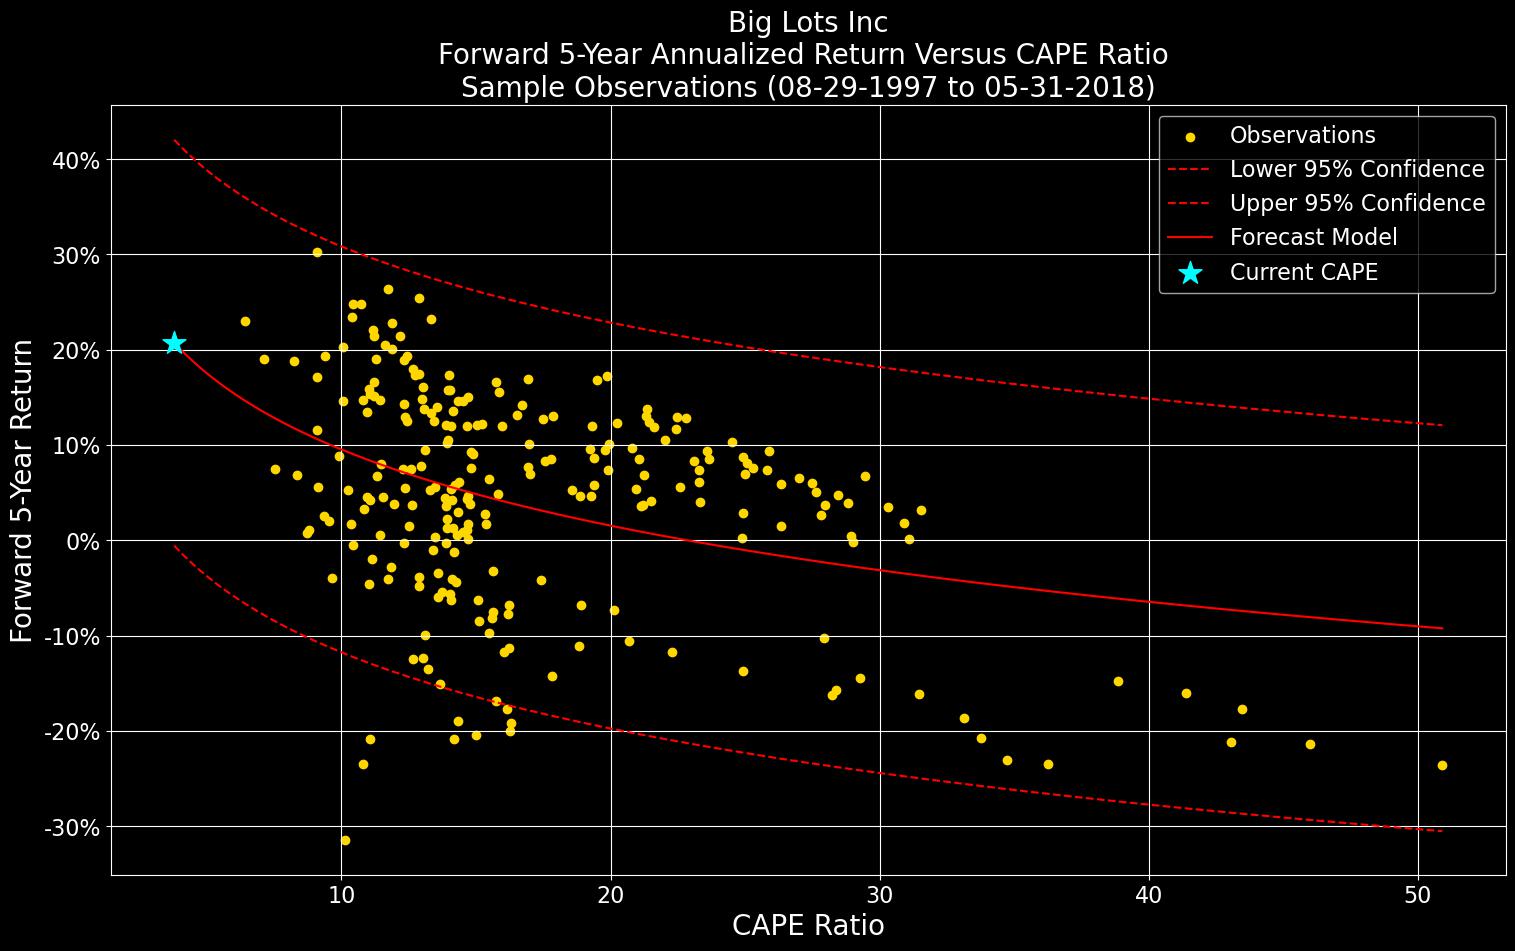 Big Lots Inc
Forward 5-Year Annualized Return Versus CAPE Ratio
Sample Observations (08-29-1997 to 05-31-2018)
Observations
Lower 95% Confidence
Upper 95% Confidence
Forecast Model
Current CAPE
Forward 5-Year Return
40%
30%
20%
10%
0%
-10%
-20%
-30%
10 20 30 40 50
CAPE Ratio